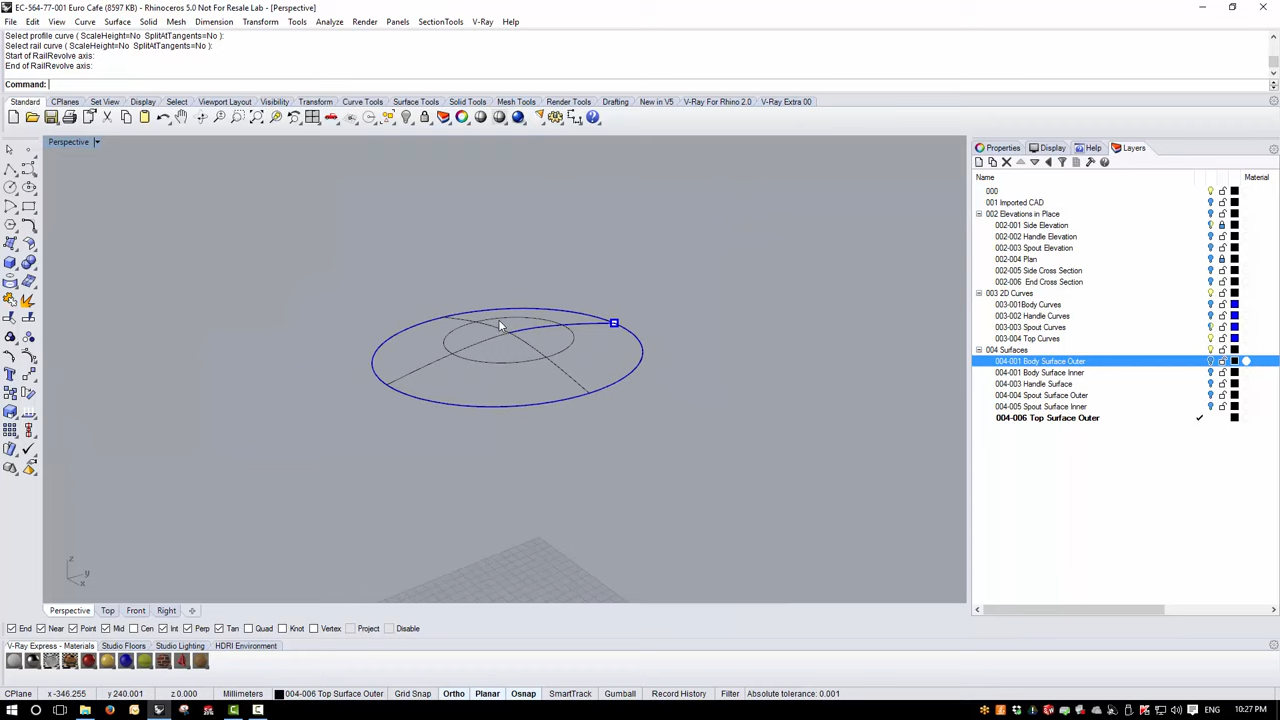 EC-564-77-001 Euro Cafe (8597 KB) - Rhinoceros 5.0 Not For Resale Lab - [Perspective]
File Edit View Curve Surface Solid Mesh Dimension Transform Tools Analyze Render Panels SectionTools V-Ray Help
Select profile curve ( ScaleHeight=No SplitAtTangents=No ):
Select rail curve ( ScaleHeight=No SplitAtTangents=No ):
Start of RailRevolve axis:
End of RailRevolve axis:
Command:
Standard CPlanes Set View Display Select Viewport Layout Visibility Transform Curve Tools Surface Tools Solid Tools Mesh Tools Render Tools Drafting New in V5 V-Ray For Rhino 2.0 V-Ray Extra 00
Perspective
Properties Display Help Layers
Name Material
000
001 Imported CAD
002 Elevations in Place
002-001 Side Elevation
002-002 Handle Elevation
002-003 Spout Elevation
002-004 Plan
002-005 Side Cross Section
002-006 End Cross Section
003 2D Curves
003-001Body Curves
003-002 Handle Curves
003-003 Spout Curves
003-004 Top Curves
004 Surfaces
004-001 Body Surface Outer
004-001 Body Surface Inner
004-003 Handle Surface
004-004 Spout Surface Outer
004-005 Spout Surface Inner
004-006 Top Surface Outer
z
y
x
Perspective Top Front Right
End Near Point Mid Cen Int Perp Tan Quad Knot Vertex Project Disable
V-Ray Express - Materials Studio Floors Studio Lighting HDRI Environment
CPlane x -346.255 y 240.001 z 0.000 Millimeters 004-006 Top Surface Outer Grid Snap Ortho Planar Osnap SmartTrack Gumball Record History Filter Absolute tolerance: 0.001
ENG 10:27 PM